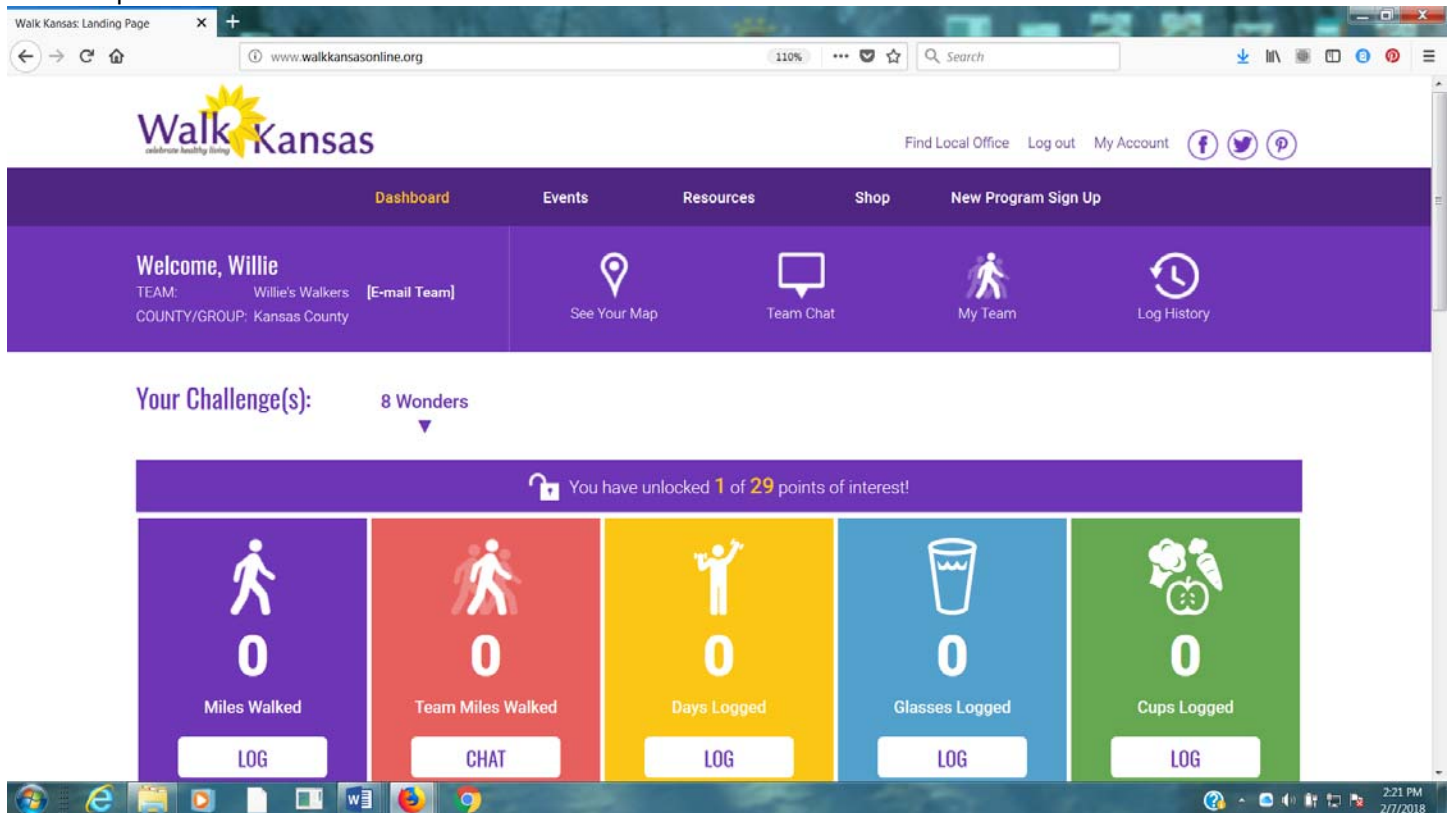 Walk Kansas: Landing Page
www.walkkansasonline.org
110%
Search
Walk Kansas
celebrate healthy living
Find Local Office Log out My Account
Dashboard Events Resources Shop New Program Sign Up
Welcome, Willie
TEAM: Willie's Walkers [E-mail Team]
COUNTY/GROUP: Kansas County
See Your Map Team Chat My Team Log History
Your Challenge(s): 8 Wonders
You have unlocked 1 of 29 points of interest!
0 0 0 0 0
Miles Walked Team Miles Walked Days Logged Glasses Logged Cups Logged
LOG CHAT LOG LOG LOG
2:21 PM
2/7/2018